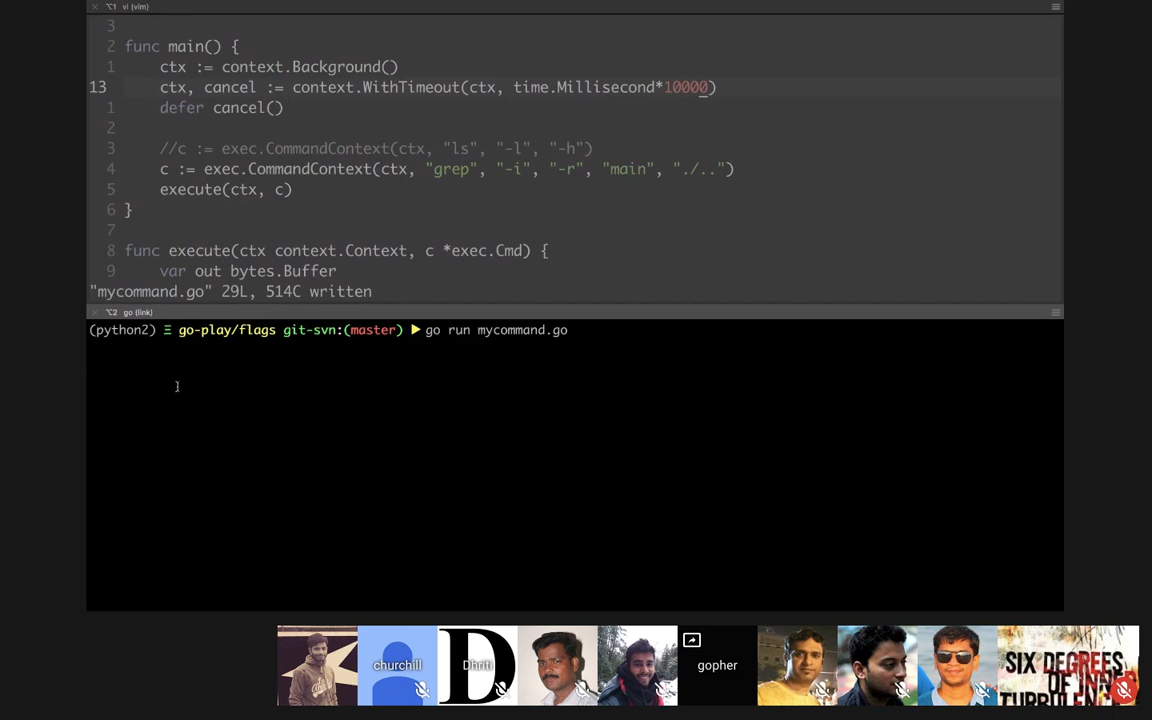 ⌥1 vi (vim)
3
2 func main() {
1 ctx := context.Background()
13 ctx, cancel := context.WithTimeout(ctx, time.Millisecond*10000)
1 defer cancel()
2
3 //c := exec.CommandContext(ctx, "ls", "-l", "-h")
4 c := exec.CommandContext(ctx, "grep", "-i", "-r", "main", "./..")
5 execute(ctx, c)
6 }
7
8 func execute(ctx context.Context, c *exec.Cmd) {
9 var out bytes.Buffer
"mycommand.go" 29L, 514C written
⌥2 go (link)
(python2) Ξ go-play/flags git-svn:(master) ▶ go run mycommand.go
churchill
D
Dhriti
gopher
SIX DEGREES
OF INNER
TURBULENCE